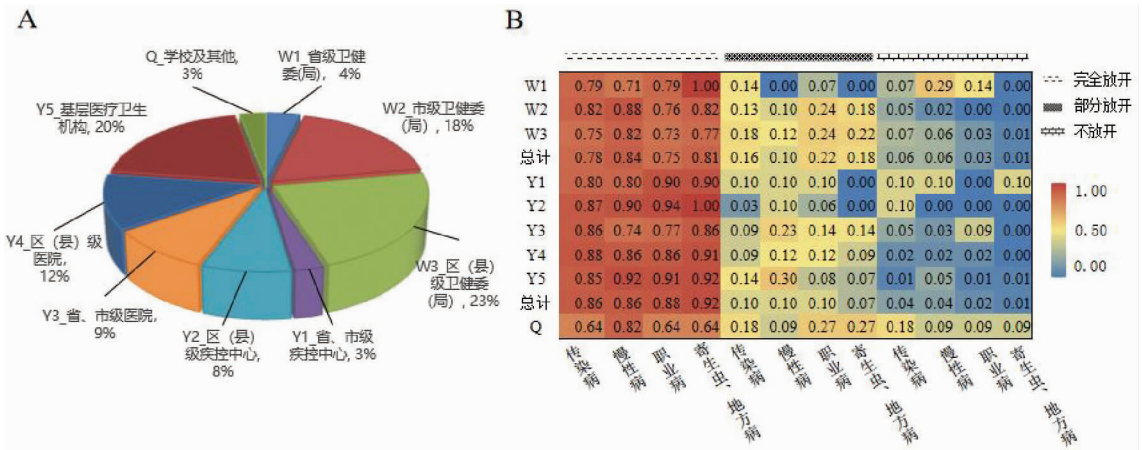 A
Q_学校及其他,
3%
W1_省级卫健
委(局), 4%
Y5_基层医疗卫生
机构, 20%
W2_市级卫健委
(局), 18%
Y4_区（县）级
医院,
12%
W3_区（县）
级卫健委
(局), 23%
Y3_省、市级医院,
9%
Y2_区（县）
级疾控中心,
8%
Y1_省、市级
疾控中心, 3%
B
W1 0.79 0.71 0.79 1.00 0.14 0.00 0.07 0.00 0.07 0.29 0.14 0.00
W2 0.82 0.88 0.76 0.82 0.13 0.10 0.24 0.18 0.05 0.02 0.00 0.00
W3 0.75 0.82 0.73 0.77 0.18 0.12 0.24 0.22 0.07 0.06 0.03 0.01
总计 0.78 0.84 0.75 0.81 0.16 0.10 0.22 0.18 0.06 0.06 0.03 0.01
Y1 0.80 0.80 0.90 0.90 0.10 0.10 0.10 0.00 0.10 0.10 0.00 0.10
Y2 0.87 0.90 0.94 1.00 0.03 0.10 0.06 0.00 0.10 0.00 0.00 0.00
Y3 0.86 0.74 0.77 0.86 0.09 0.23 0.14 0.14 0.05 0.03 0.09 0.00
Y4 0.88 0.86 0.86 0.91 0.09 0.12 0.12 0.09 0.02 0.02 0.02 0.00
Y5 0.85 0.92 0.91 0.92 0.14 0.30 0.08 0.07 0.01 0.05 0.01 0.01
总计 0.86 0.86 0.88 0.92 0.10 0.10 0.10 0.07 0.04 0.04 0.02 0.01
Q 0.64 0.82 0.64 0.64 0.18 0.09 0.27 0.27 0.18 0.09 0.09 0.09
传染病
慢性病
职业病
寄生虫、地方病
传染病
慢性病
职业病
寄生虫、地方病
传染病
慢性病
职业病
寄生虫、地方病
完全放开
部分放开
不放开
1.00
0.00